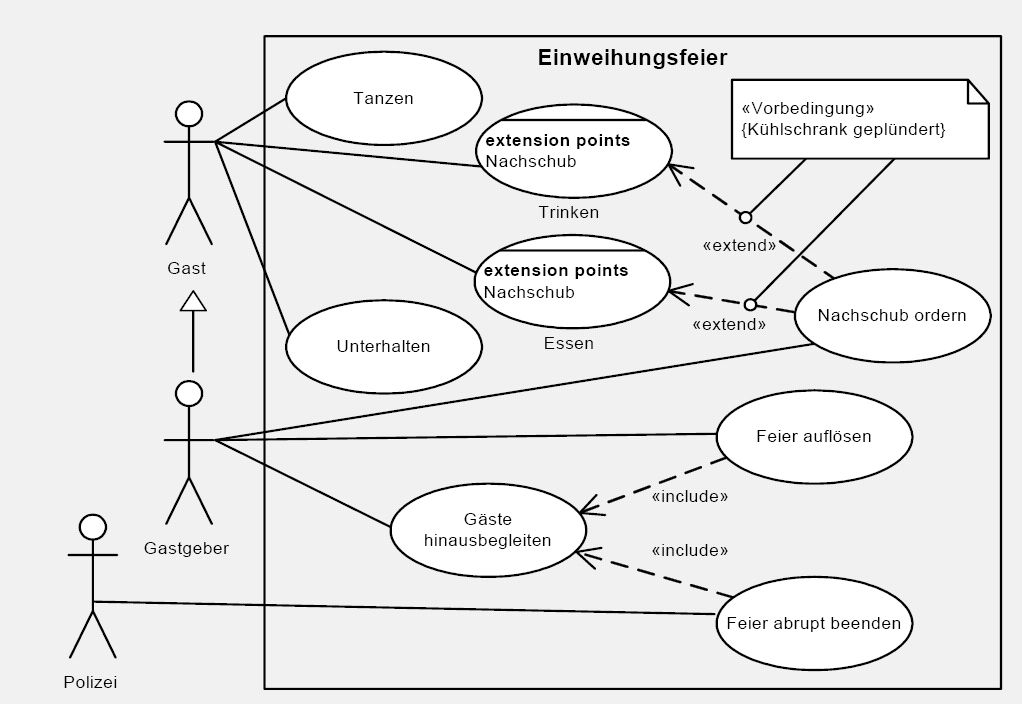 Einweihungsfeier
Tanzen
«Vorbedingung»
{Kühlschrank geplündert}
extension points
Nachschub
Trinken
«extend»
Gast
extension points
Nachschub
Essen
«extend»
Nachschub ordern
Unterhalten
Feier auflösen
«include»
Gäste
hinausbegleiten
Gastgeber
«include»
Feier abrupt beenden
Polizei